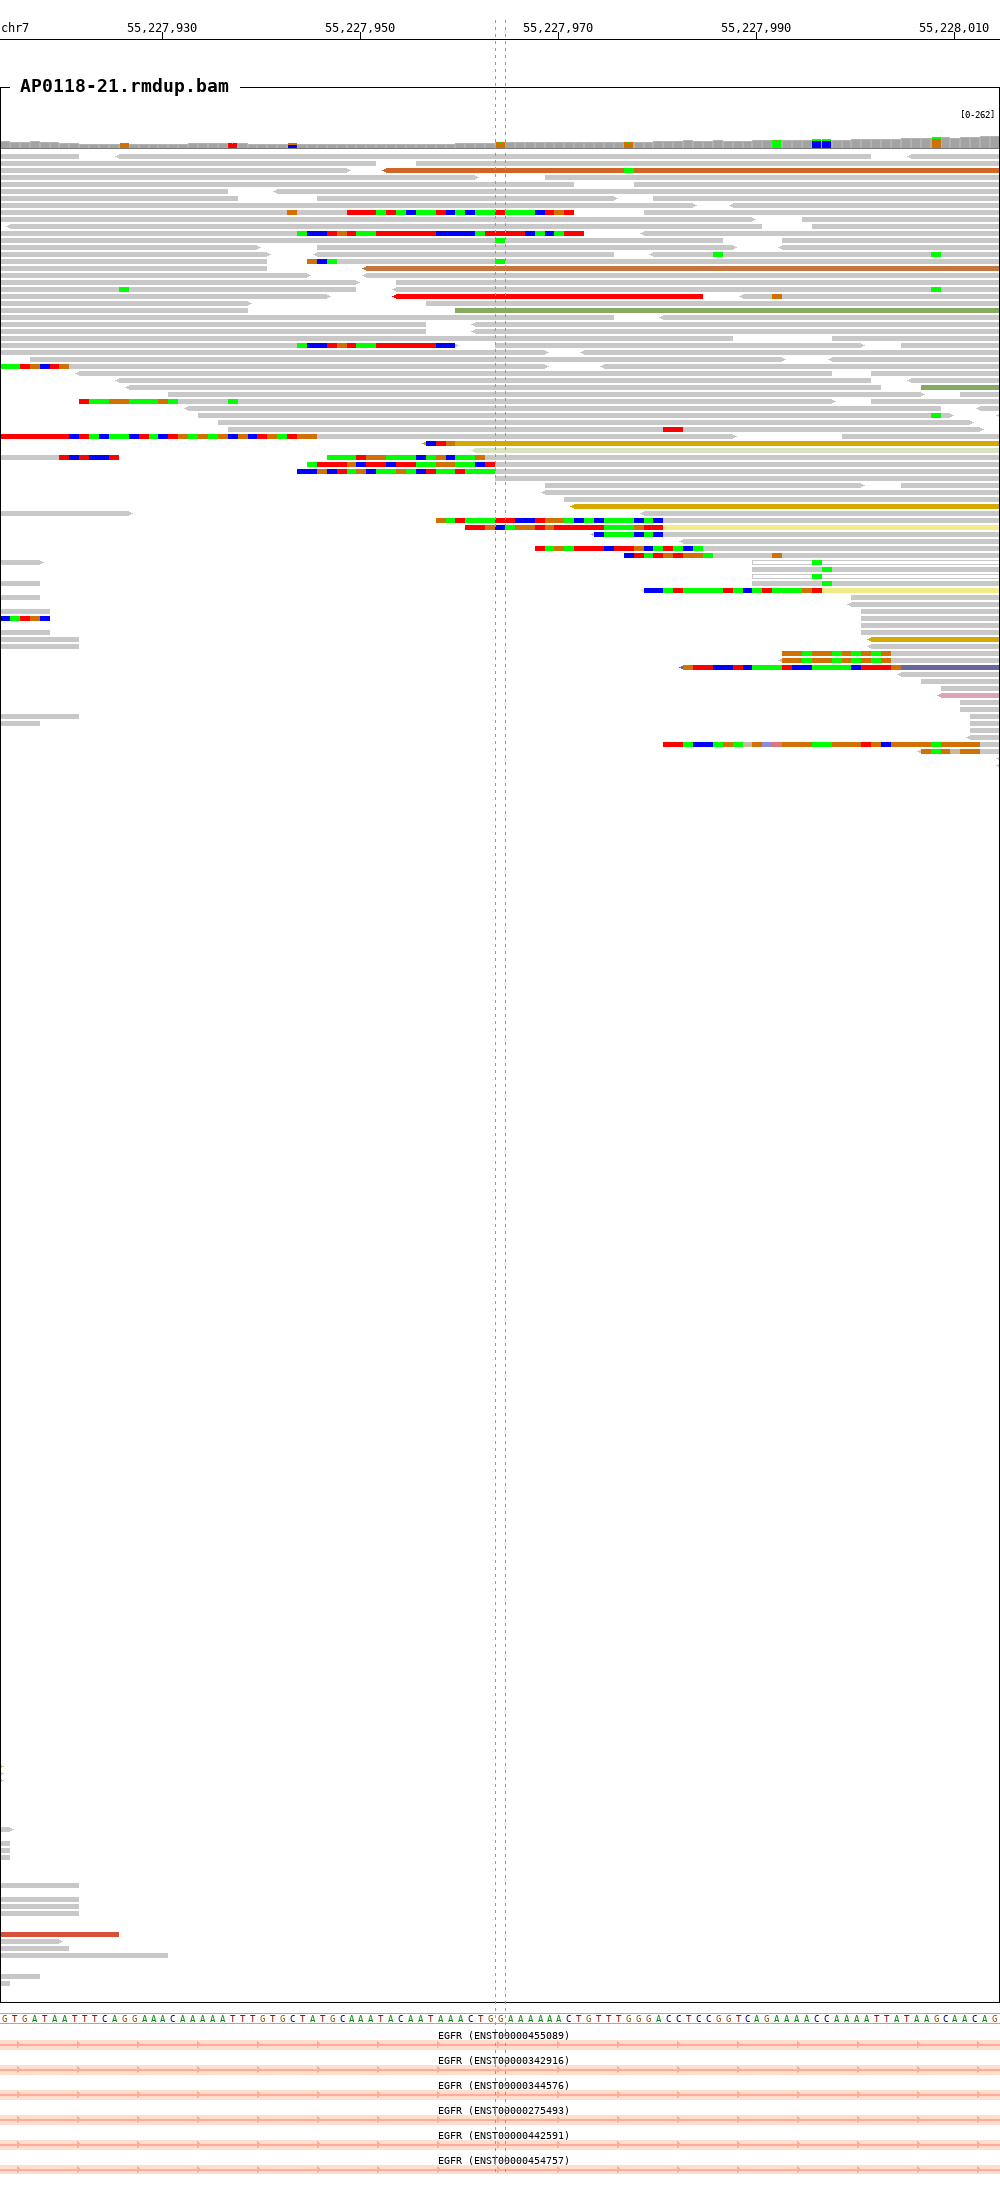 chr7 55,227,930 55,227,950 55,227,970 55,227,990 55,228,010
AP0118-21.rmdup.bam
[0-262]
GTGATAATTTCAGGAAACAAAAATTTGTGCTATGCAAATACAATAAACTGGAAAAAACTGTTTGGGACCTCCGGTCAGAAAACCAAAATTATAAGCAACAG
EGFR (ENST00000455089)
EGFR (ENST00000342916)
EGFR (ENST00000344576)
EGFR (ENST00000275493)
EGFR (ENST00000442591)
EGFR (ENST00000454757)